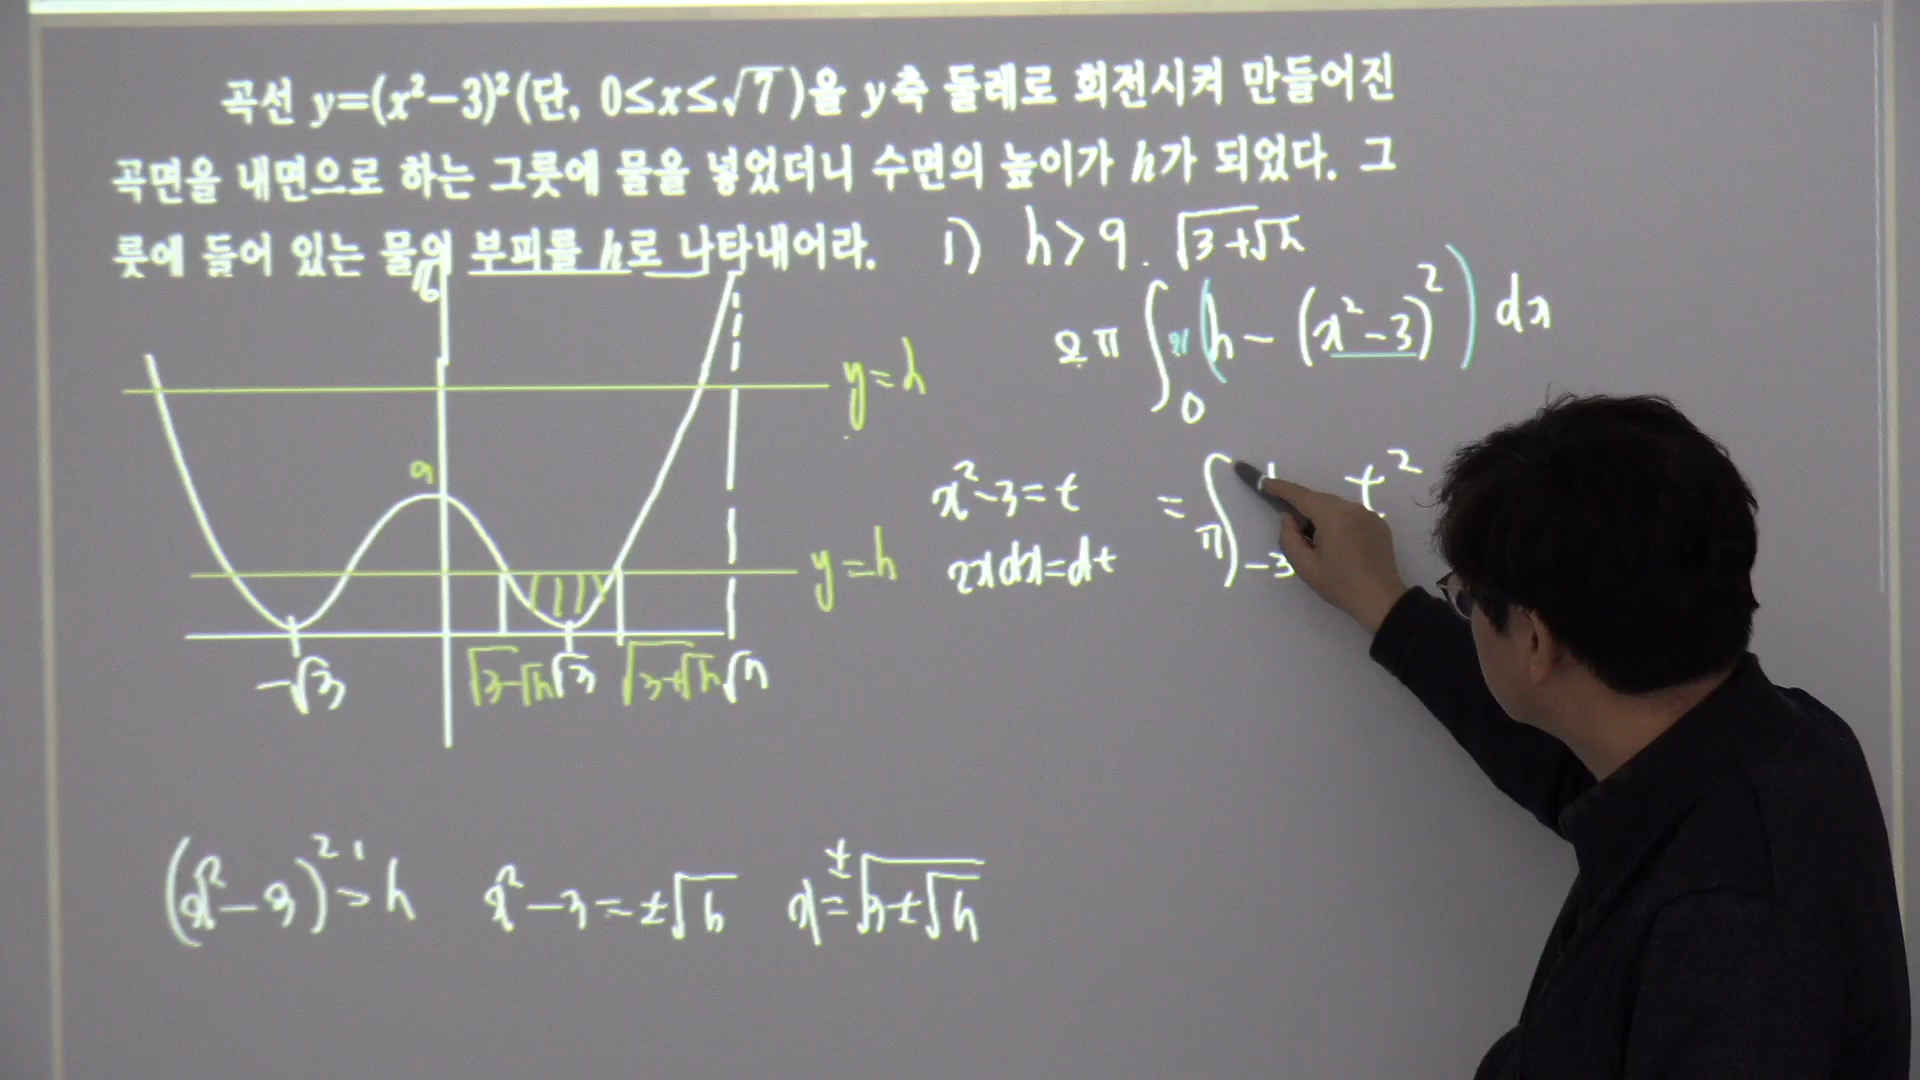 곡선 y=(x²−3)²(단, 0≤x≤√7)을 y축 둘레로 회전시켜 만들어진
곡면을 내면으로 하는 그릇에 물을 넣었더니 수면의 높이가 h가 되었다. 그
릇에 들어 있는 물의 부피를 h로 나타내어라.
1) h>9. √(3+√h)
2π ∫₀ x(h−(x²−3)²) dx
16
y=h
9
x²−3=t
= π∫₋₃ t²
2xdx=dt
y=h
−√3 √(3−√h) √3 √(3+√h)
(x²−3)²=h x²−3=±√h x=±√(3±√h)